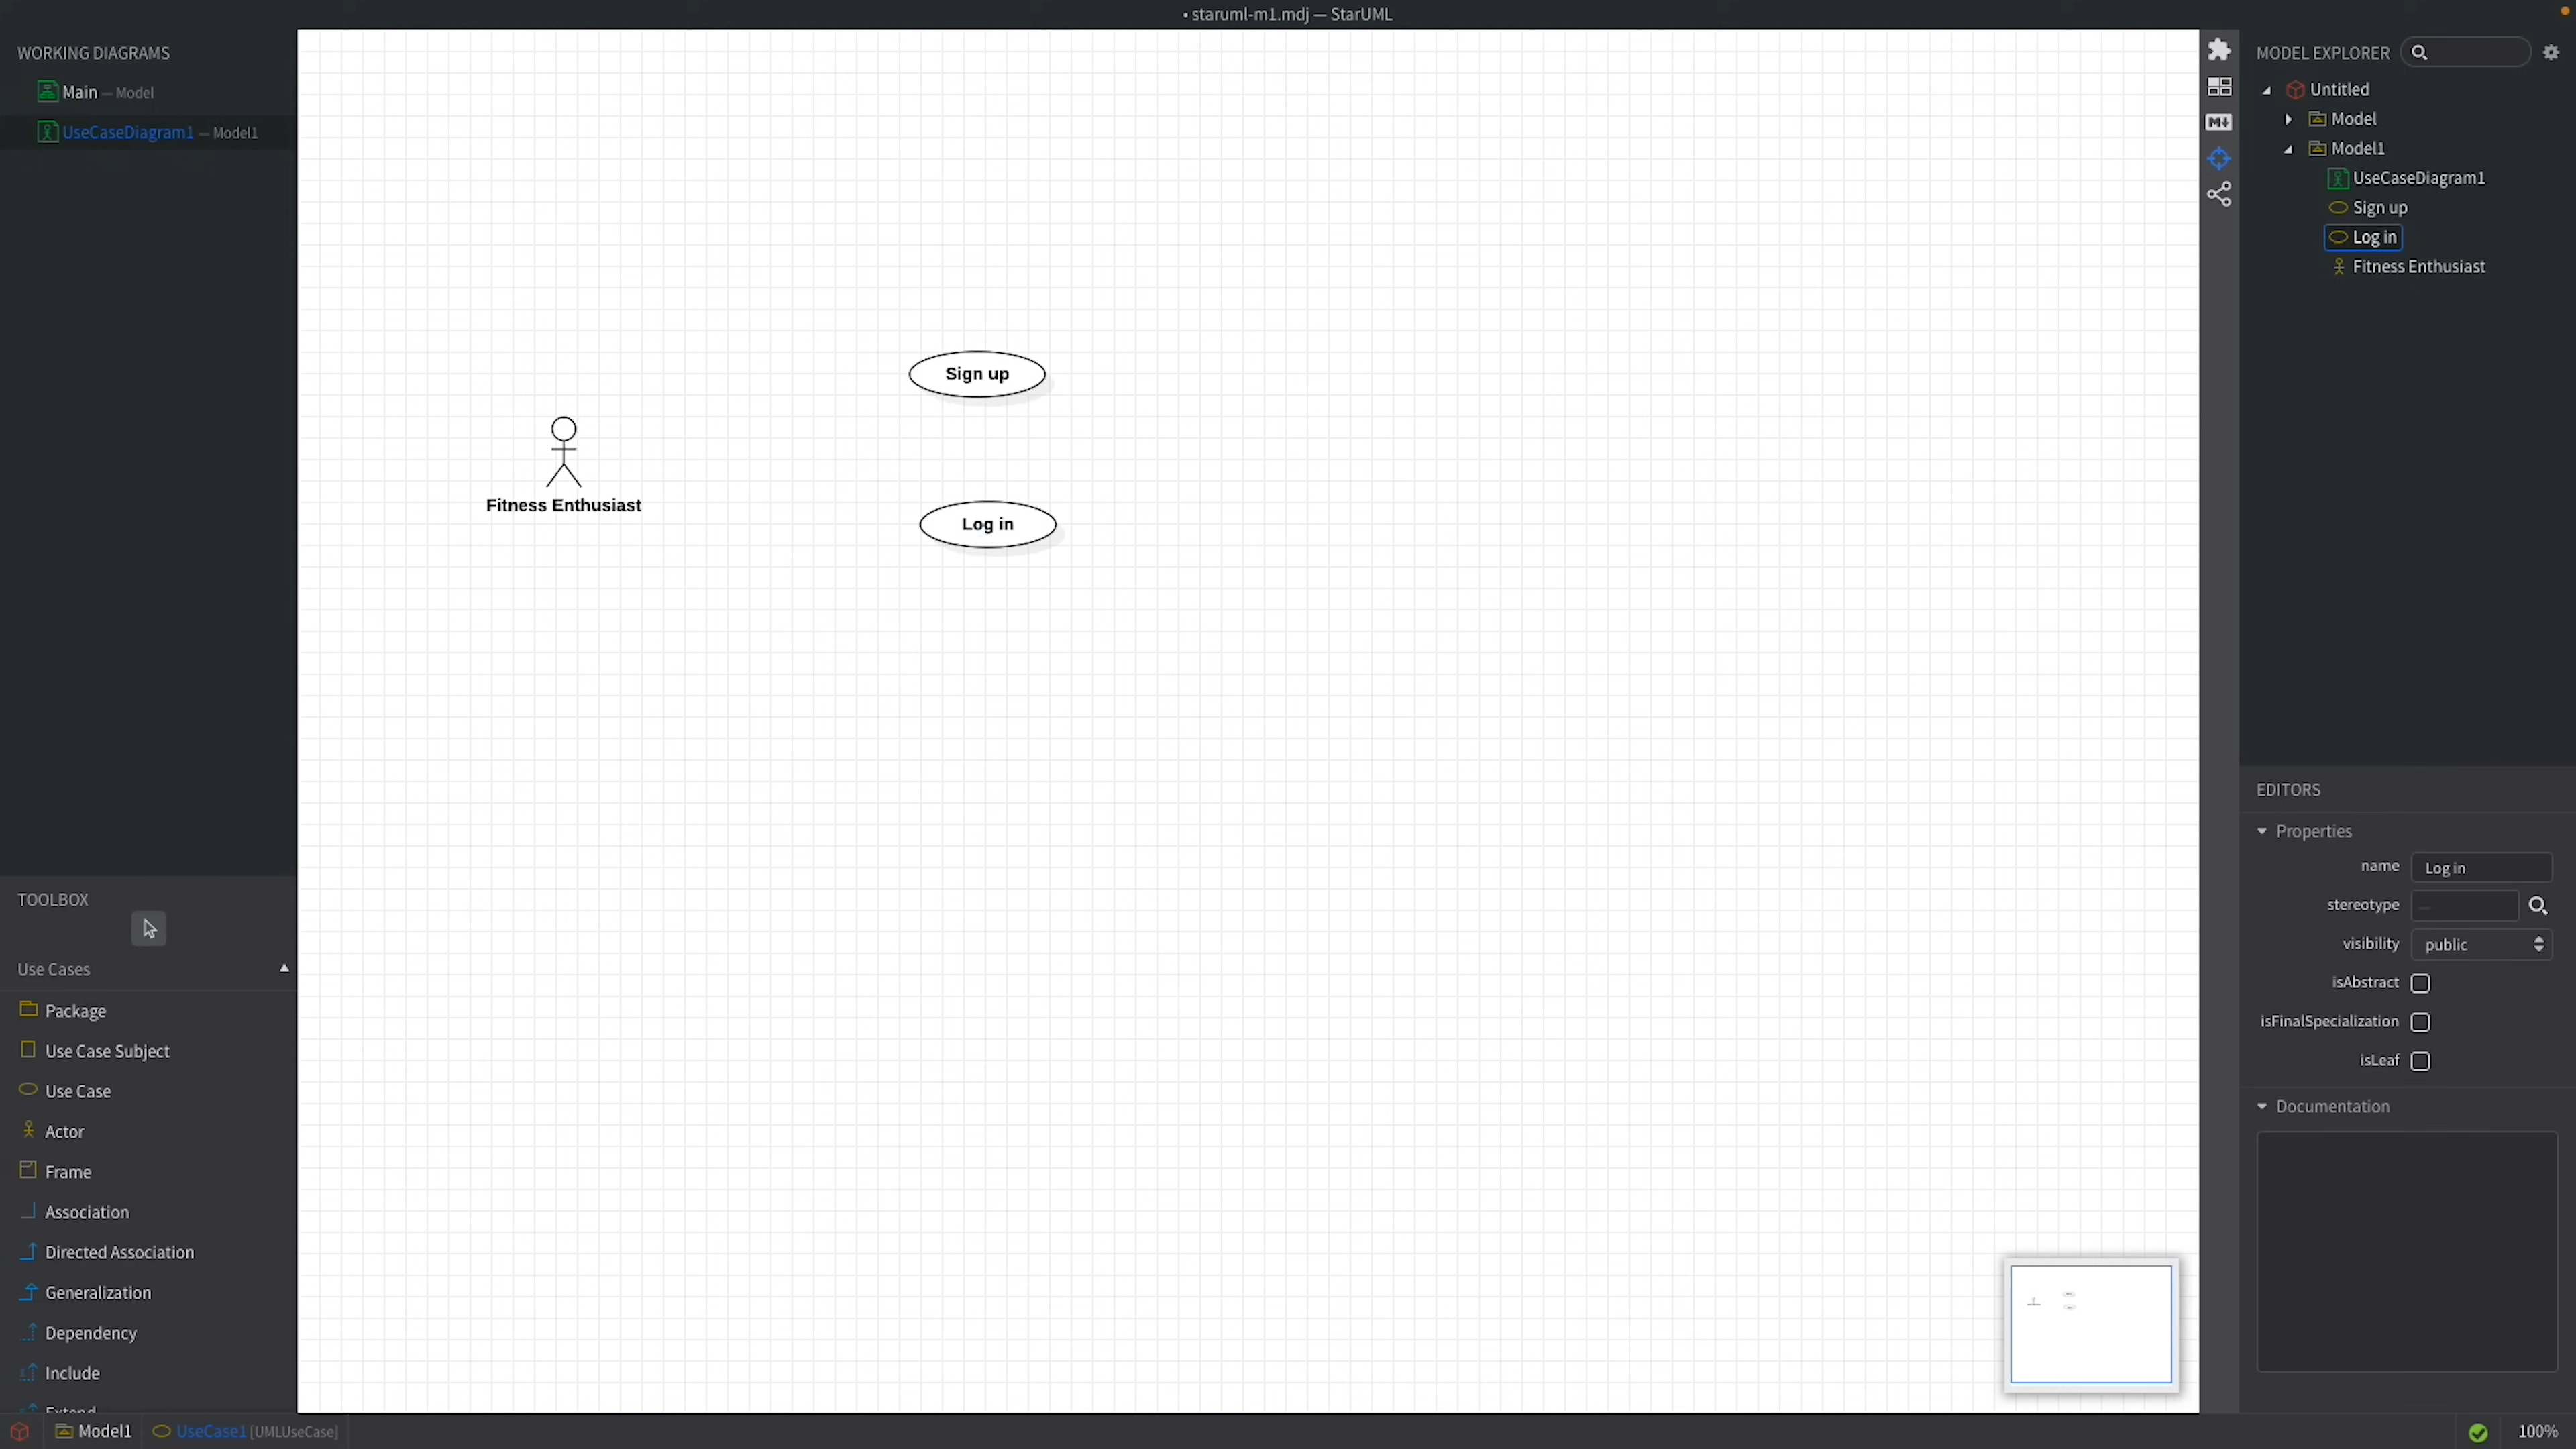 • staruml-m1.mdj — StarUML
WORKING DIAGRAMS
Main — Model
UseCaseDiagram1 — Model1
TOOLBOX
Use Cases
Package
Use Case Subject
Use Case
Actor
Frame
Association
Directed Association
Generalization
Dependency
Include
Extend
Sign up
Fitness Enthusiast
Log in
M
MODEL EXPLORER
Untitled
Model
Model1
UseCaseDiagram1
Sign up
Log in
Fitness Enthusiast
EDITORS
Properties
name Log in
stereotype —
visibility public
isAbstract
isFinalSpecialization
isLeaf
Documentation
Model1 UseCase1 [UMLUseCase]
100%